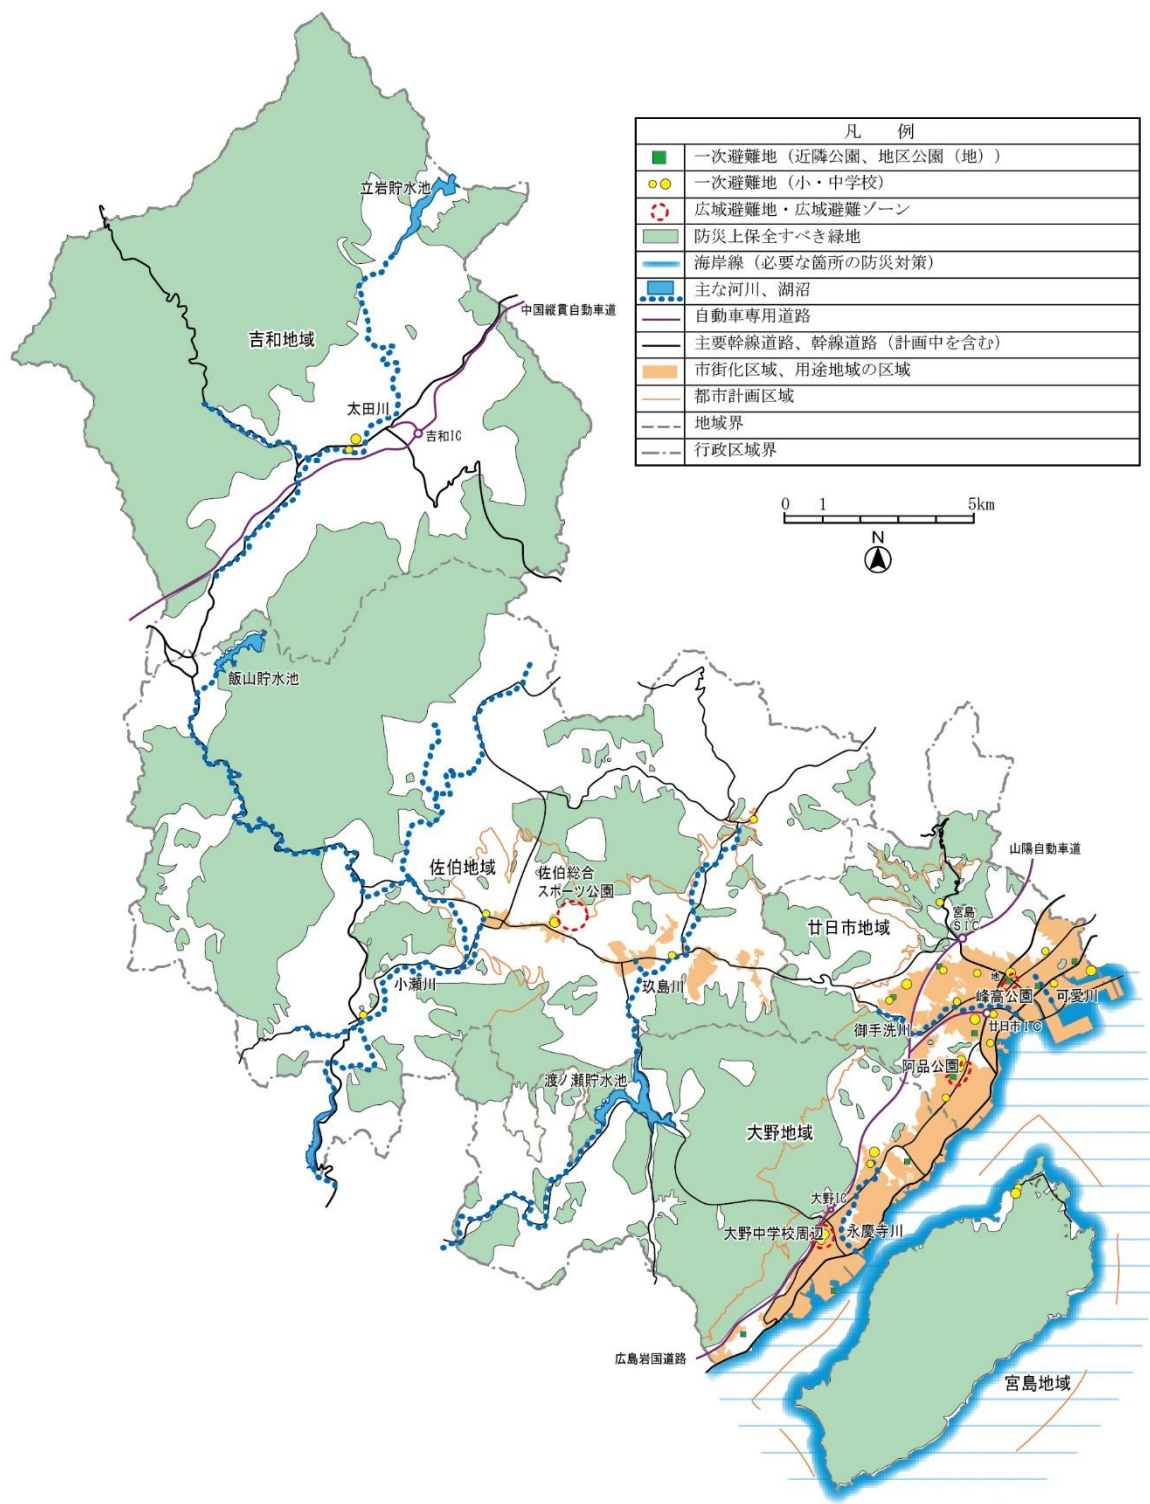 凡　例
一次避難地（近隣公園、地区公園（地））
一次避難地（小・中学校）
広域避難地・広域避難ゾーン
防災上保全すべき緑地
海岸線（必要な箇所の防災対策）
主な河川、湖沼
自動車専用道路
主要幹線道路、幹線道路（計画中を含む）
市街化区域、用途地域の区域
都市計画区域
地域界
行政区域界
0 1 5km
N
立岩貯水池
中国縦貫自動車道
吉和地域
太田川
吉和IC
飯山貯水池
山陽自動車道
佐伯地域
佐伯総合
スポーツ公園
廿日市地域
宮島
SIC
地
峰高公園
可愛川
小瀬川
玖島川
御手洗川
廿日市IC
阿品公園
渡ノ瀬貯水池
大野地域
大野IC
大野中学校周辺
永慶寺川
広島岩国道路
宮島地域